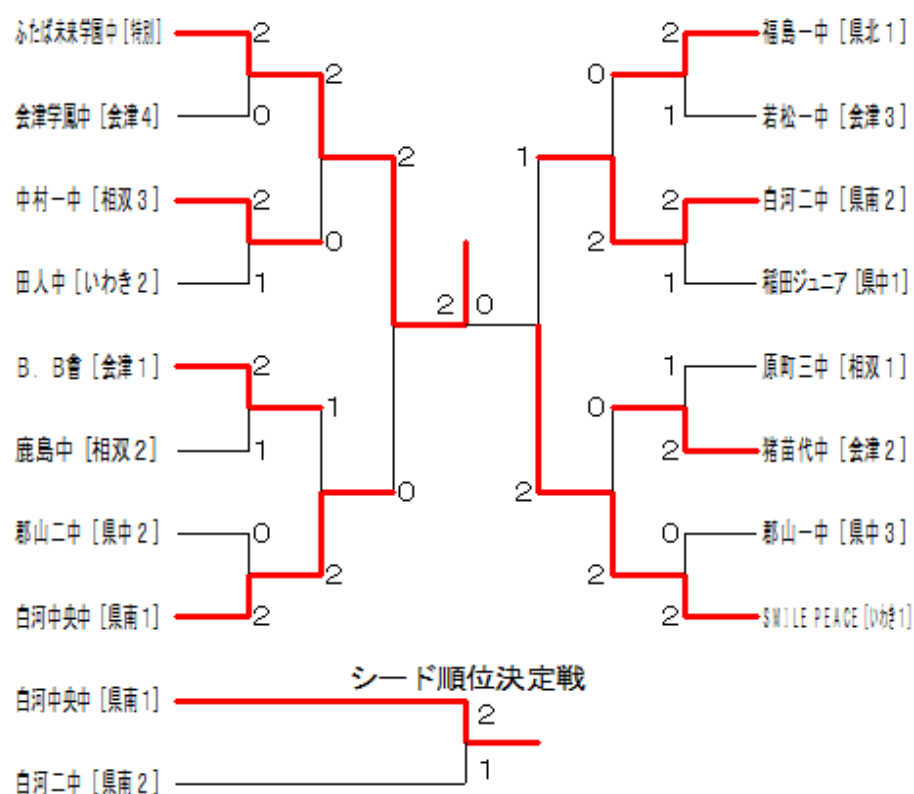 ふたば未来学園中 [特別]
2
会津学鳳中 [会津4]
0
2
中村一中 [相双3]
2
田人中 [いわき2]
1
0
2
B. B會 [会津1]
2
鹿島中 [相双2]
1
1
郡山二中 [県中2]
0
白河中央中 [県南1]
2
2
0
2 0
2 福島一中 [県北1]
1 若松一中 [会津3]
0
2 白河二中 [県南2]
1 稲田ジュニア [県中1]
2
1
1 原町三中 [相双1]
2 猪苗代中 [会津2]
0
0 郡山一中 [県中3]
2 SMILE PEACE [いわき1]
2
2
シード順位決定戦
白河中央中 [県南1]
2
白河二中 [県南2]
1